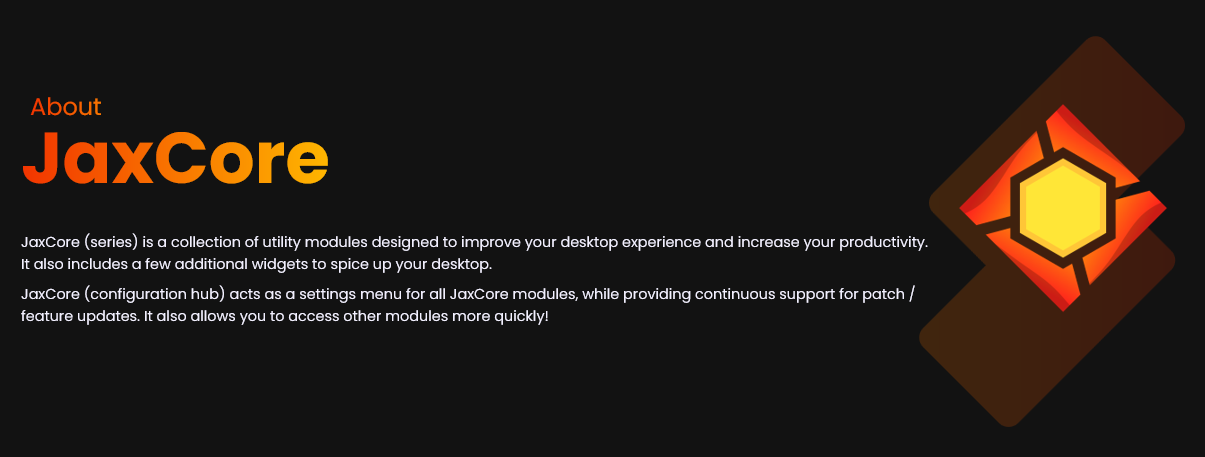 About
JaxCore
JaxCore (series) is a collection of utility modules designed to improve your desktop experience and increase your productivity.
It also includes a few additional widgets to spice up your desktop.
JaxCore (configuration hub) acts as a settings menu for all JaxCore modules, while providing continuous support for patch /
feature updates. It also allows you to access other modules more quickly!